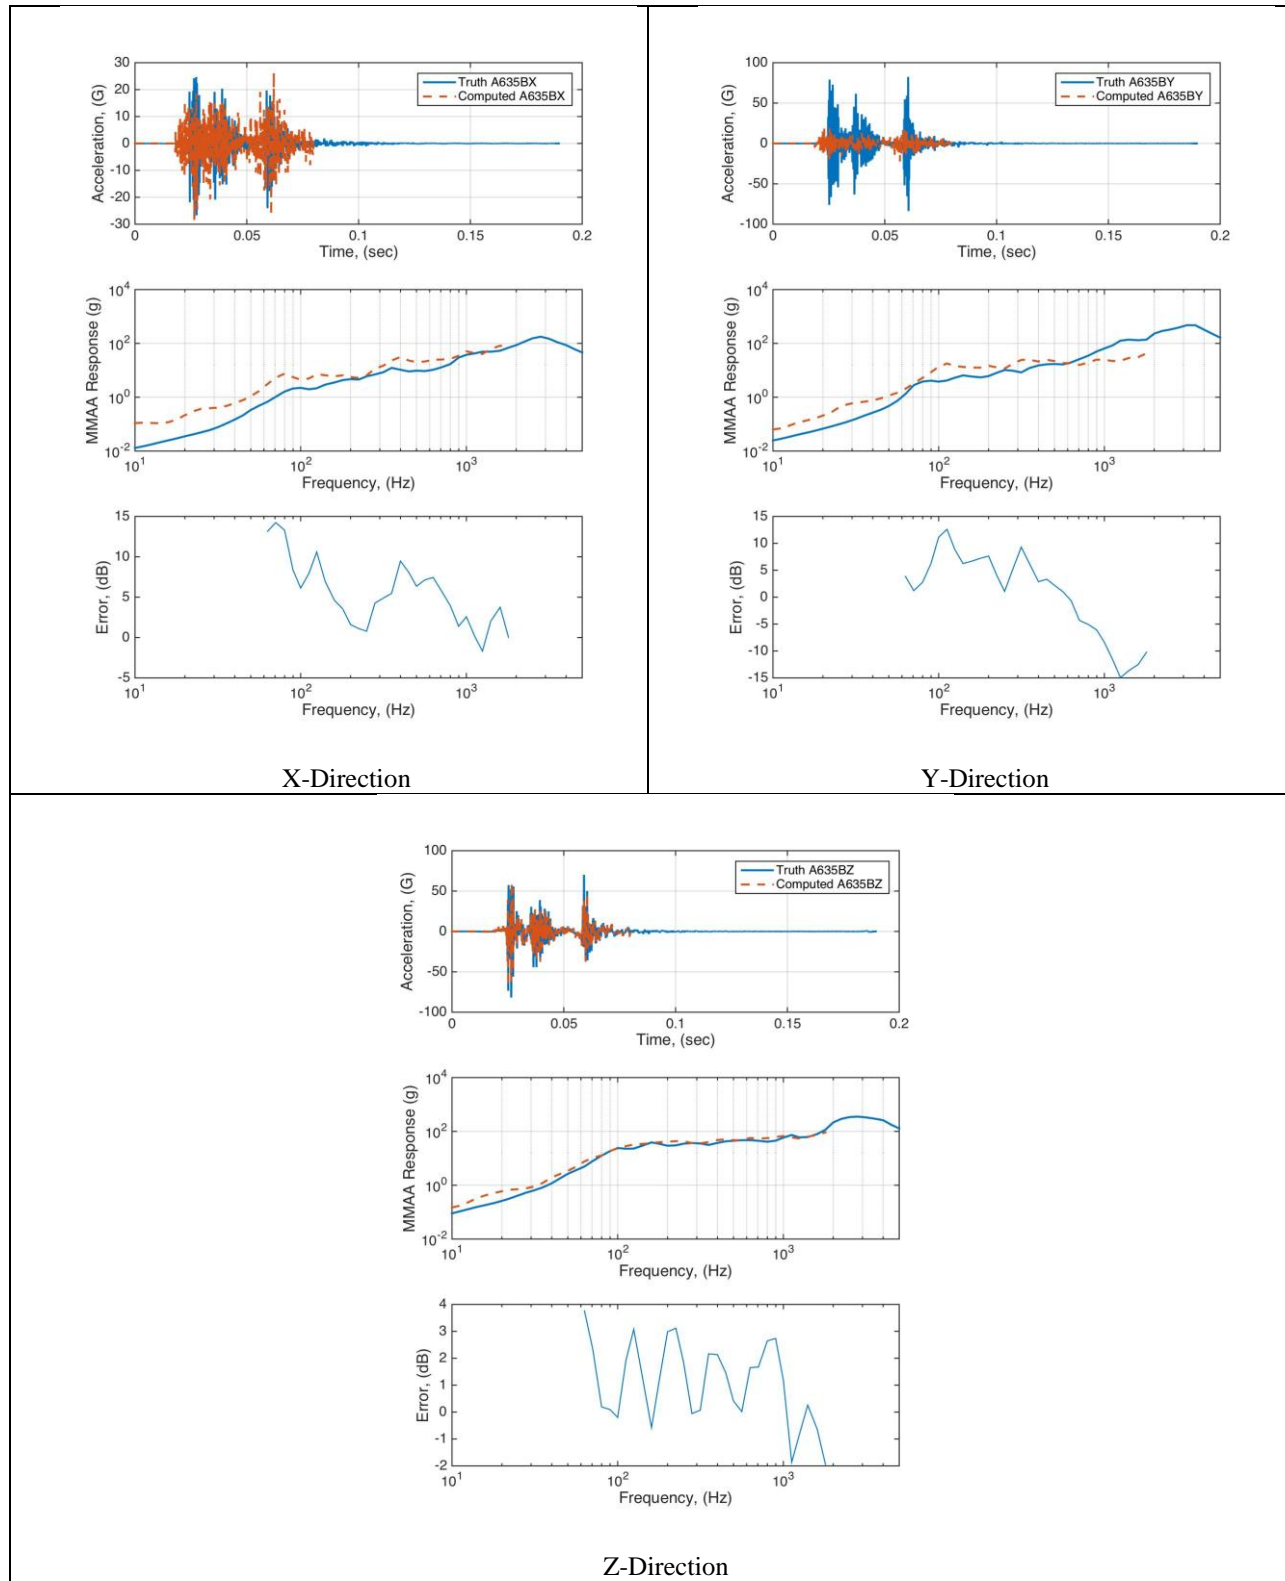 30
20
10
0
-10
-20
-30
Acceleration, (G)
Truth A635BX
Computed A635BX
0 0.05 0.1 0.15 0.2
Time, (sec)
10^4
10^2
10^0
10^-2
MMAA Response (g)
10^1 10^2 10^3
Frequency, (Hz)
15
10
5
0
-5
Error, (dB)
10^1 10^2 10^3
Frequency, (Hz)
X-Direction
100
50
0
-50
-100
Acceleration, (G)
Truth A635BY
Computed A635BY
0 0.05 0.1 0.15 0.2
Time, (sec)
10^4
10^2
10^0
10^-2
MMAA Response (g)
10^1 10^2 10^3
Frequency, (Hz)
15
10
5
0
-5
-10
-15
Error, (dB)
10^1 10^2 10^3
Frequency, (Hz)
Y-Direction
100
50
0
-50
-100
Acceleration, (G)
Truth A635BZ
Computed A635BZ
0 0.05 0.1 0.15 0.2
Time, (sec)
10^4
10^2
10^0
10^-2
MMAA Response (g)
10^1 10^2 10^3
Frequency, (Hz)
4
3
2
1
0
-1
-2
Error, (dB)
10^1 10^2 10^3
Frequency, (Hz)
Z-Direction